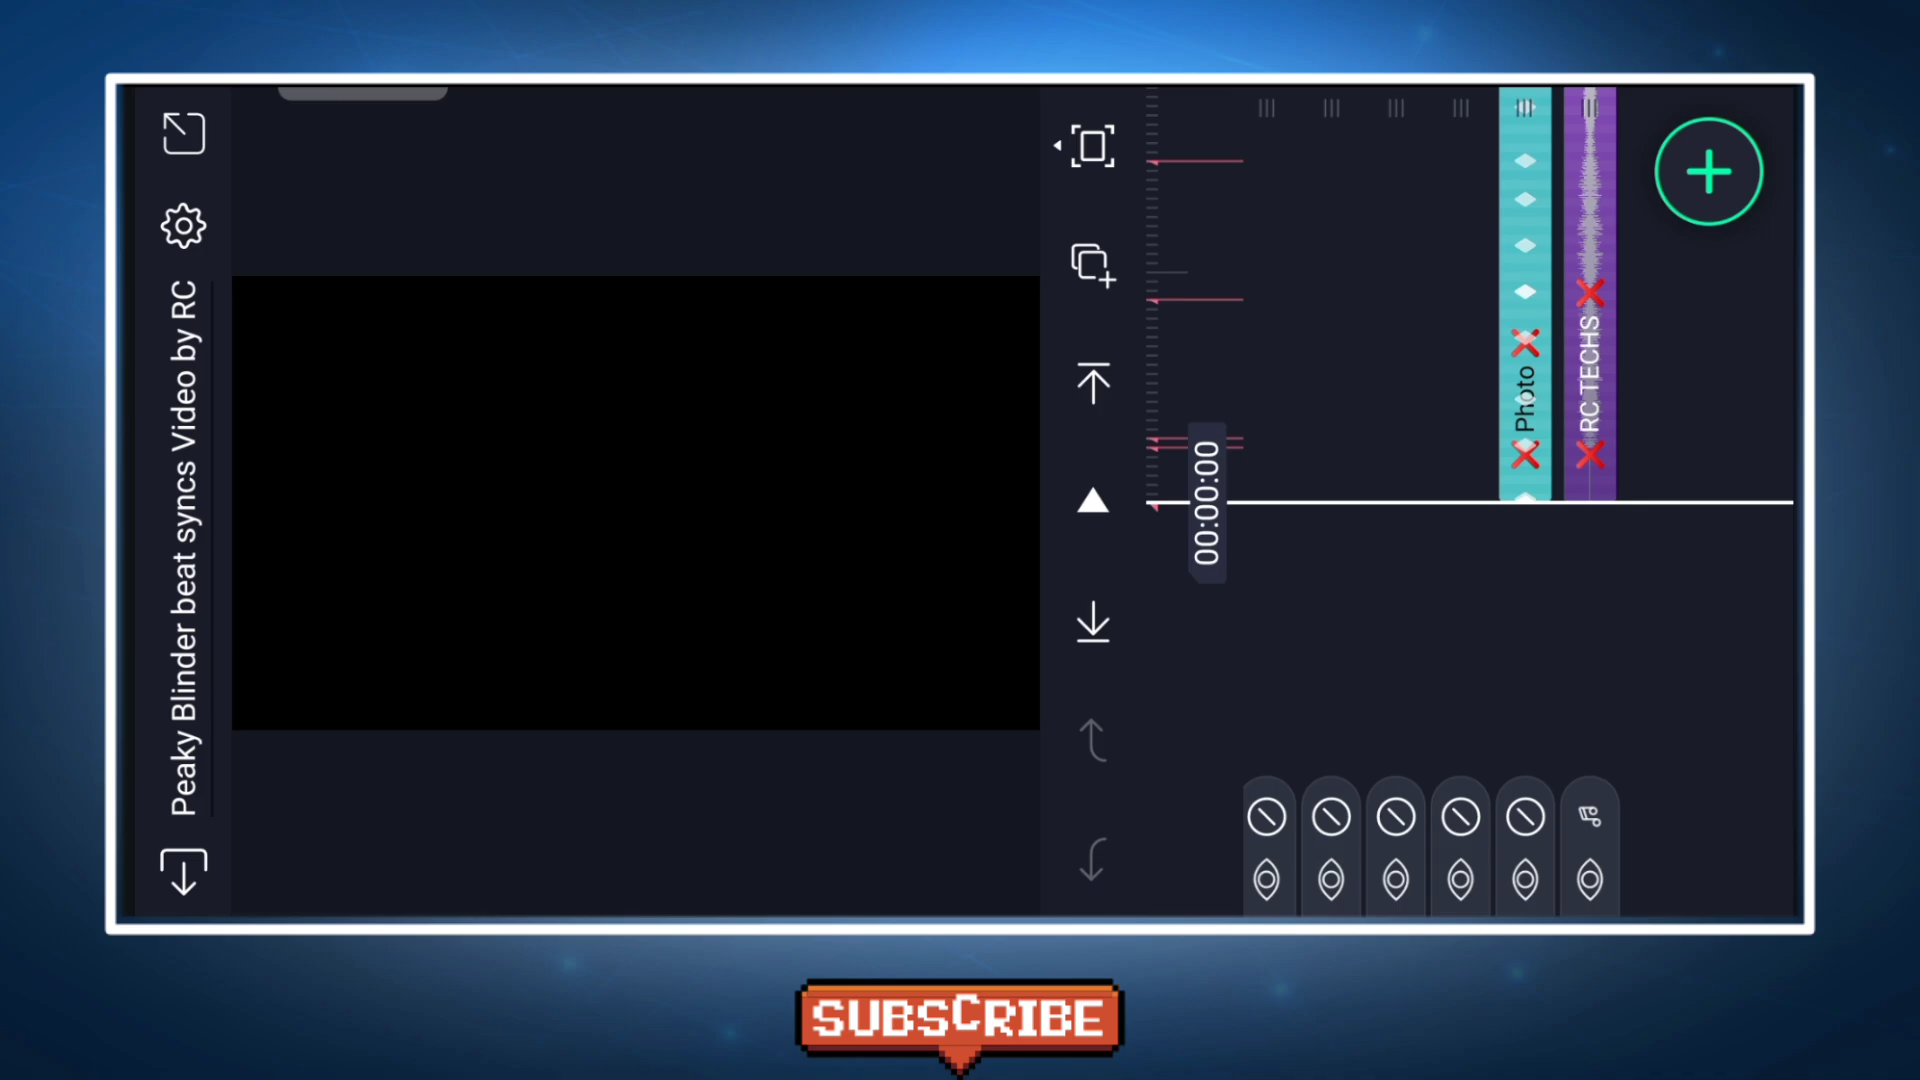 Peaky Blinder beat syncs Video by RC
00:00:00
❌ Photo ❌
❌ RC TECHS ❌
SUBSCRIBE